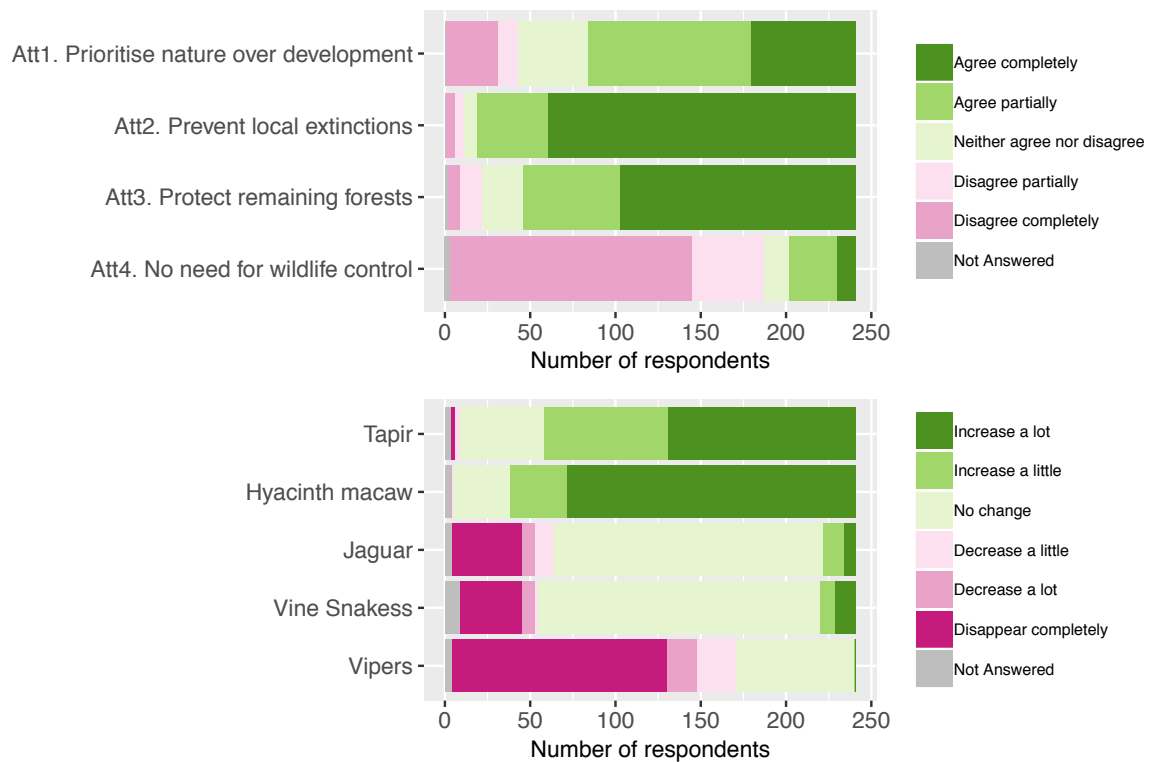 Att1. Prioritise nature over development
Att2. Prevent local extinctions
Att3. Protect remaining forests
Att4. No need for wildlife control
0 50 100 150 200 250
Number of respondents
Agree completely
Agree partially
Neither agree nor disagree
Disagree partially
Disagree completely
Not Answered
Tapir
Hyacinth macaw
Jaguar
Vine Snakess
Vipers
0 50 100 150 200 250
Number of respondents
Increase a lot
Increase a little
No change
Decrease a little
Decrease a lot
Disappear completely
Not Answered